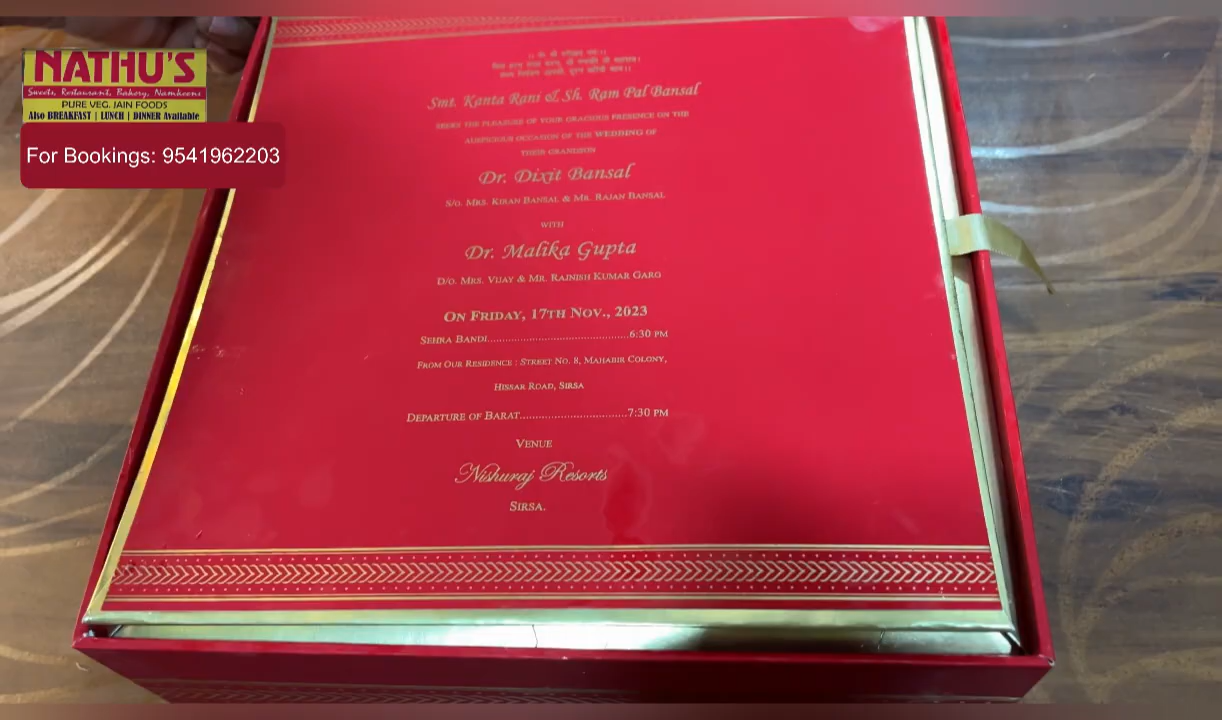 NATHU'S
Sweets, Restaurant, Bakery, Namkeens
PURE VEG. JAIN FOODS
Also BREAKFAST | LUNCH | DINNER Available
For Bookings: 9541962203
Smt. Kanta Rani & Sh. Ram Pal Bansal
SEEKS THE PLEASURE OF YOUR GRACIOUS PRESENCE ON THE
AUSPICIOUS OCCASION OF THE WEDDING OF
THEIR GRANDSON
Dr. Dixit Bansal
S/O. MRS. KIRAN BANSAL & MR. RAJAN BANSAL
WITH
Dr. Malika Gupta
D/O. MRS. VIJAY & MR. RAJNISH KUMAR GARG
ON FRIDAY, 17TH NOV., 2023
SEHRA BANDI.............................................6:30 PM
FROM OUR RESIDENCE : STREET NO. 8, MAHABIR COLONY,
HISSAR ROAD, SIRSA
DEPARTURE OF BARAT..................................7:30 PM
VENUE
Nishuraj Resorts
SIRSA.